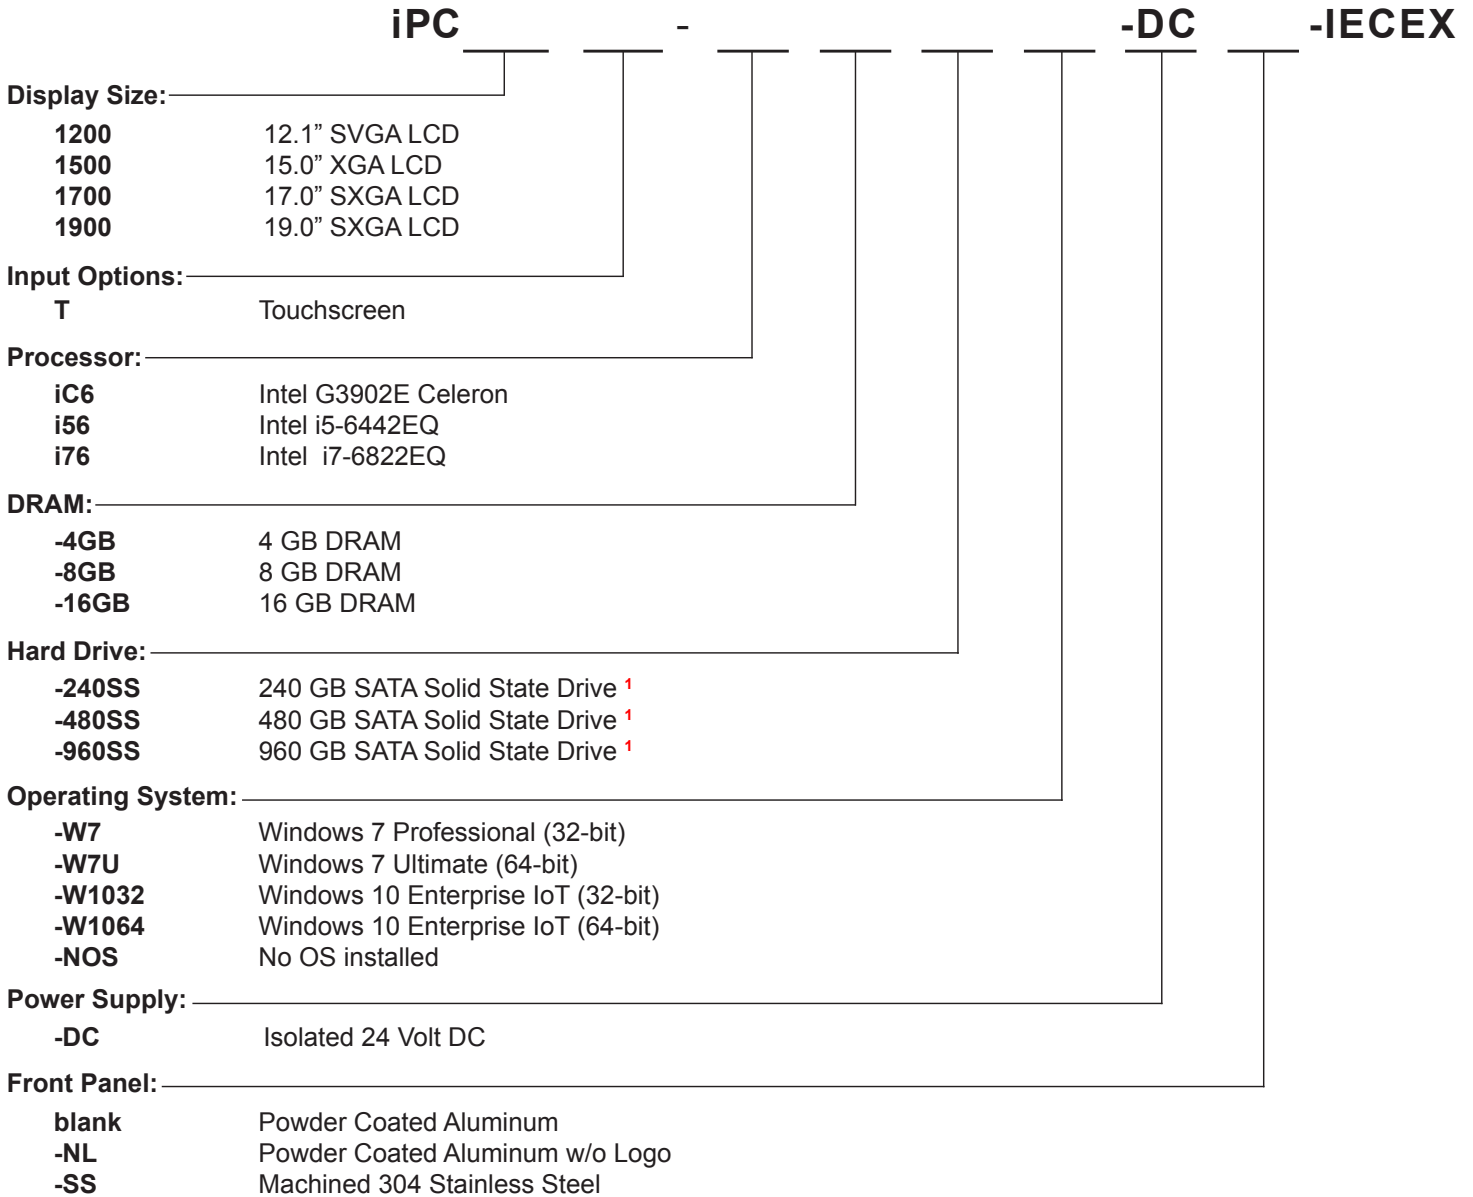 iPC - -DC -IECEX
Display Size:
1200 12.1” SVGA LCD
1500 15.0” XGA LCD
1700 17.0” SXGA LCD
1900 19.0” SXGA LCD
Input Options:
T Touchscreen
Processor:
iC6 Intel G3902E Celeron
i56 Intel i5-6442EQ
i76 Intel i7-6822EQ
DRAM:
-4GB 4 GB DRAM
-8GB 8 GB DRAM
-16GB 16 GB DRAM
Hard Drive:
-240SS 240 GB SATA Solid State Drive 1
-480SS 480 GB SATA Solid State Drive 1
-960SS 960 GB SATA Solid State Drive 1
Operating System:
-W7 Windows 7 Professional (32-bit)
-W7U Windows 7 Ultimate (64-bit)
-W1032 Windows 10 Enterprise IoT (32-bit)
-W1064 Windows 10 Enterprise IoT (64-bit)
-NOS No OS installed
Power Supply:
-DC Isolated 24 Volt DC
Front Panel:
blank Powder Coated Aluminum
-NL Powder Coated Aluminum w/o Logo
-SS Machined 304 Stainless Steel